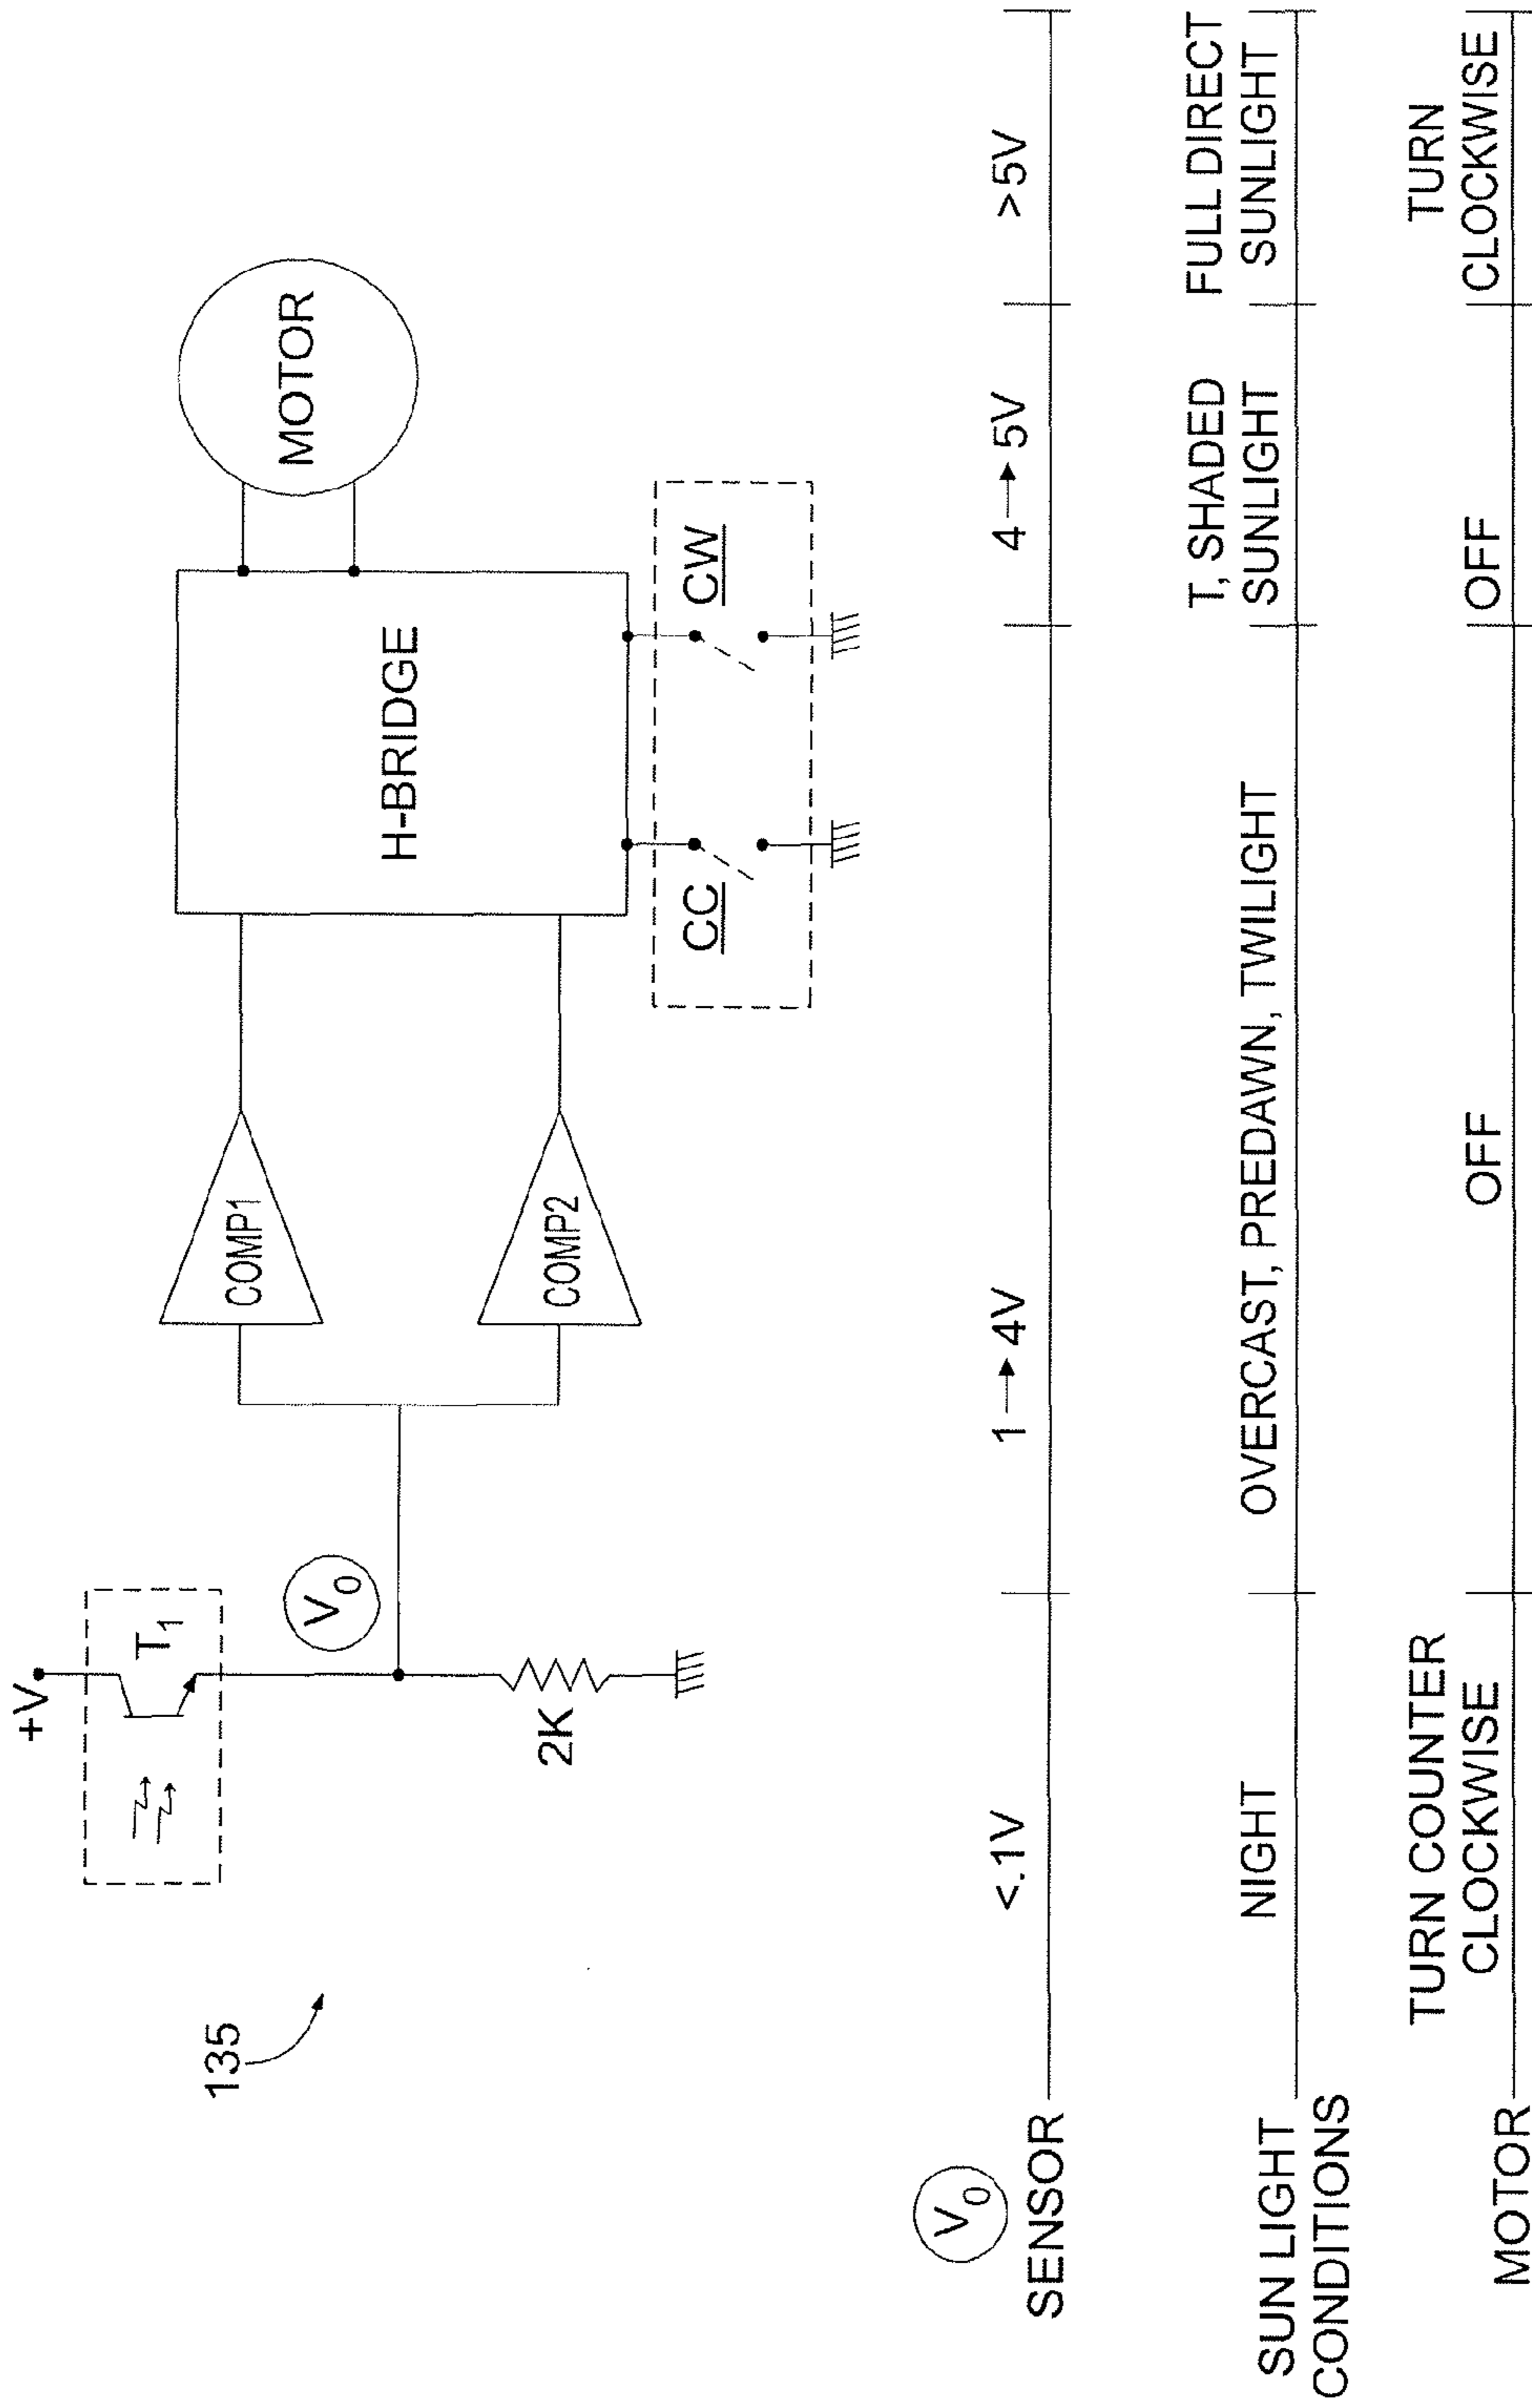 +V
T1
V0
2K
135
COMP1
COMP2
H-BRIDGE
MOTOR
CC
CW
V0
SENSOR
<.1V
1→4V
4→5V
>5V
SUN LIGHT
CONDITIONS
NIGHT
OVERCAST, PREDAWN, TWILIGHT
T, SHADED
SUNLIGHT
FULL DIRECT
SUNLIGHT
MOTOR
TURN COUNTER
CLOCKWISE
OFF
OFF
TURN
CLOCKWISE